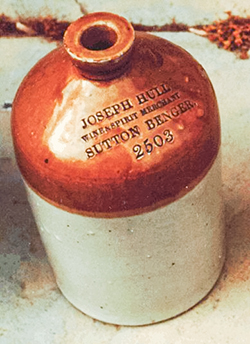 JOSEPH HULL
WINE&SPIRIT MERCHANT
SUTTON BENGER
2503